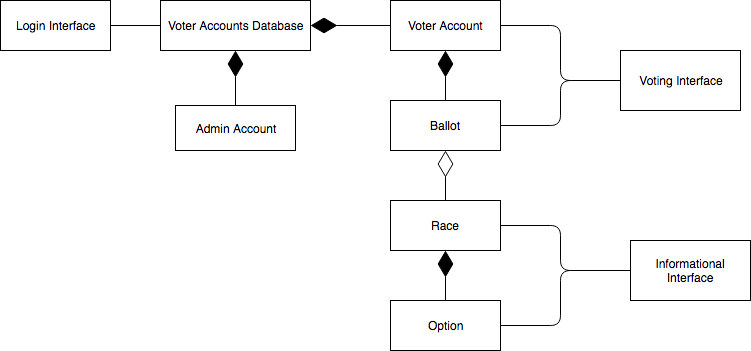 Login Interface
Voter Accounts Database
Voter Account
Voting Interface
Admin Account
Ballot
Race
Informational
Interface
Option